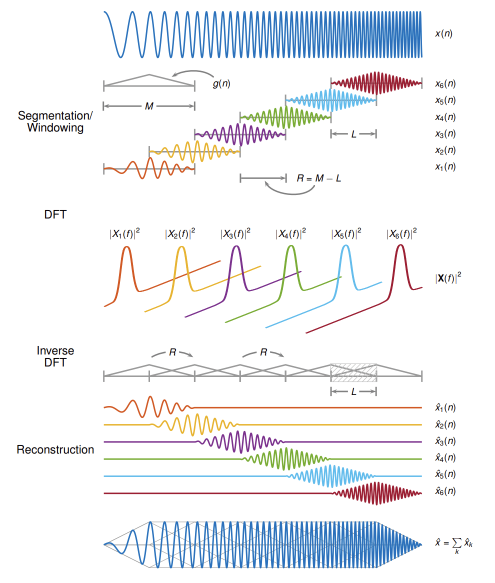 x(n)
g(n)
x₆(n)
x₅(n)
M
Segmentation/
Windowing
x₄(n)
L
x₃(n)
x₂(n)
R = M − L
x₁(n)
DFT
|X₁(f)|² |X₂(f)|² |X₃(f)|² |X₄(f)|² |X₅(f)|² |X₆(f)|²
|X(f)|²
Inverse
DFT
R R
L
x̂₁(n)
x̂₂(n)
x̂₃(n)
Reconstruction
x̂₄(n)
x̂₅(n)
x̂₆(n)
x̂ = ∑ x̂ₖ
k